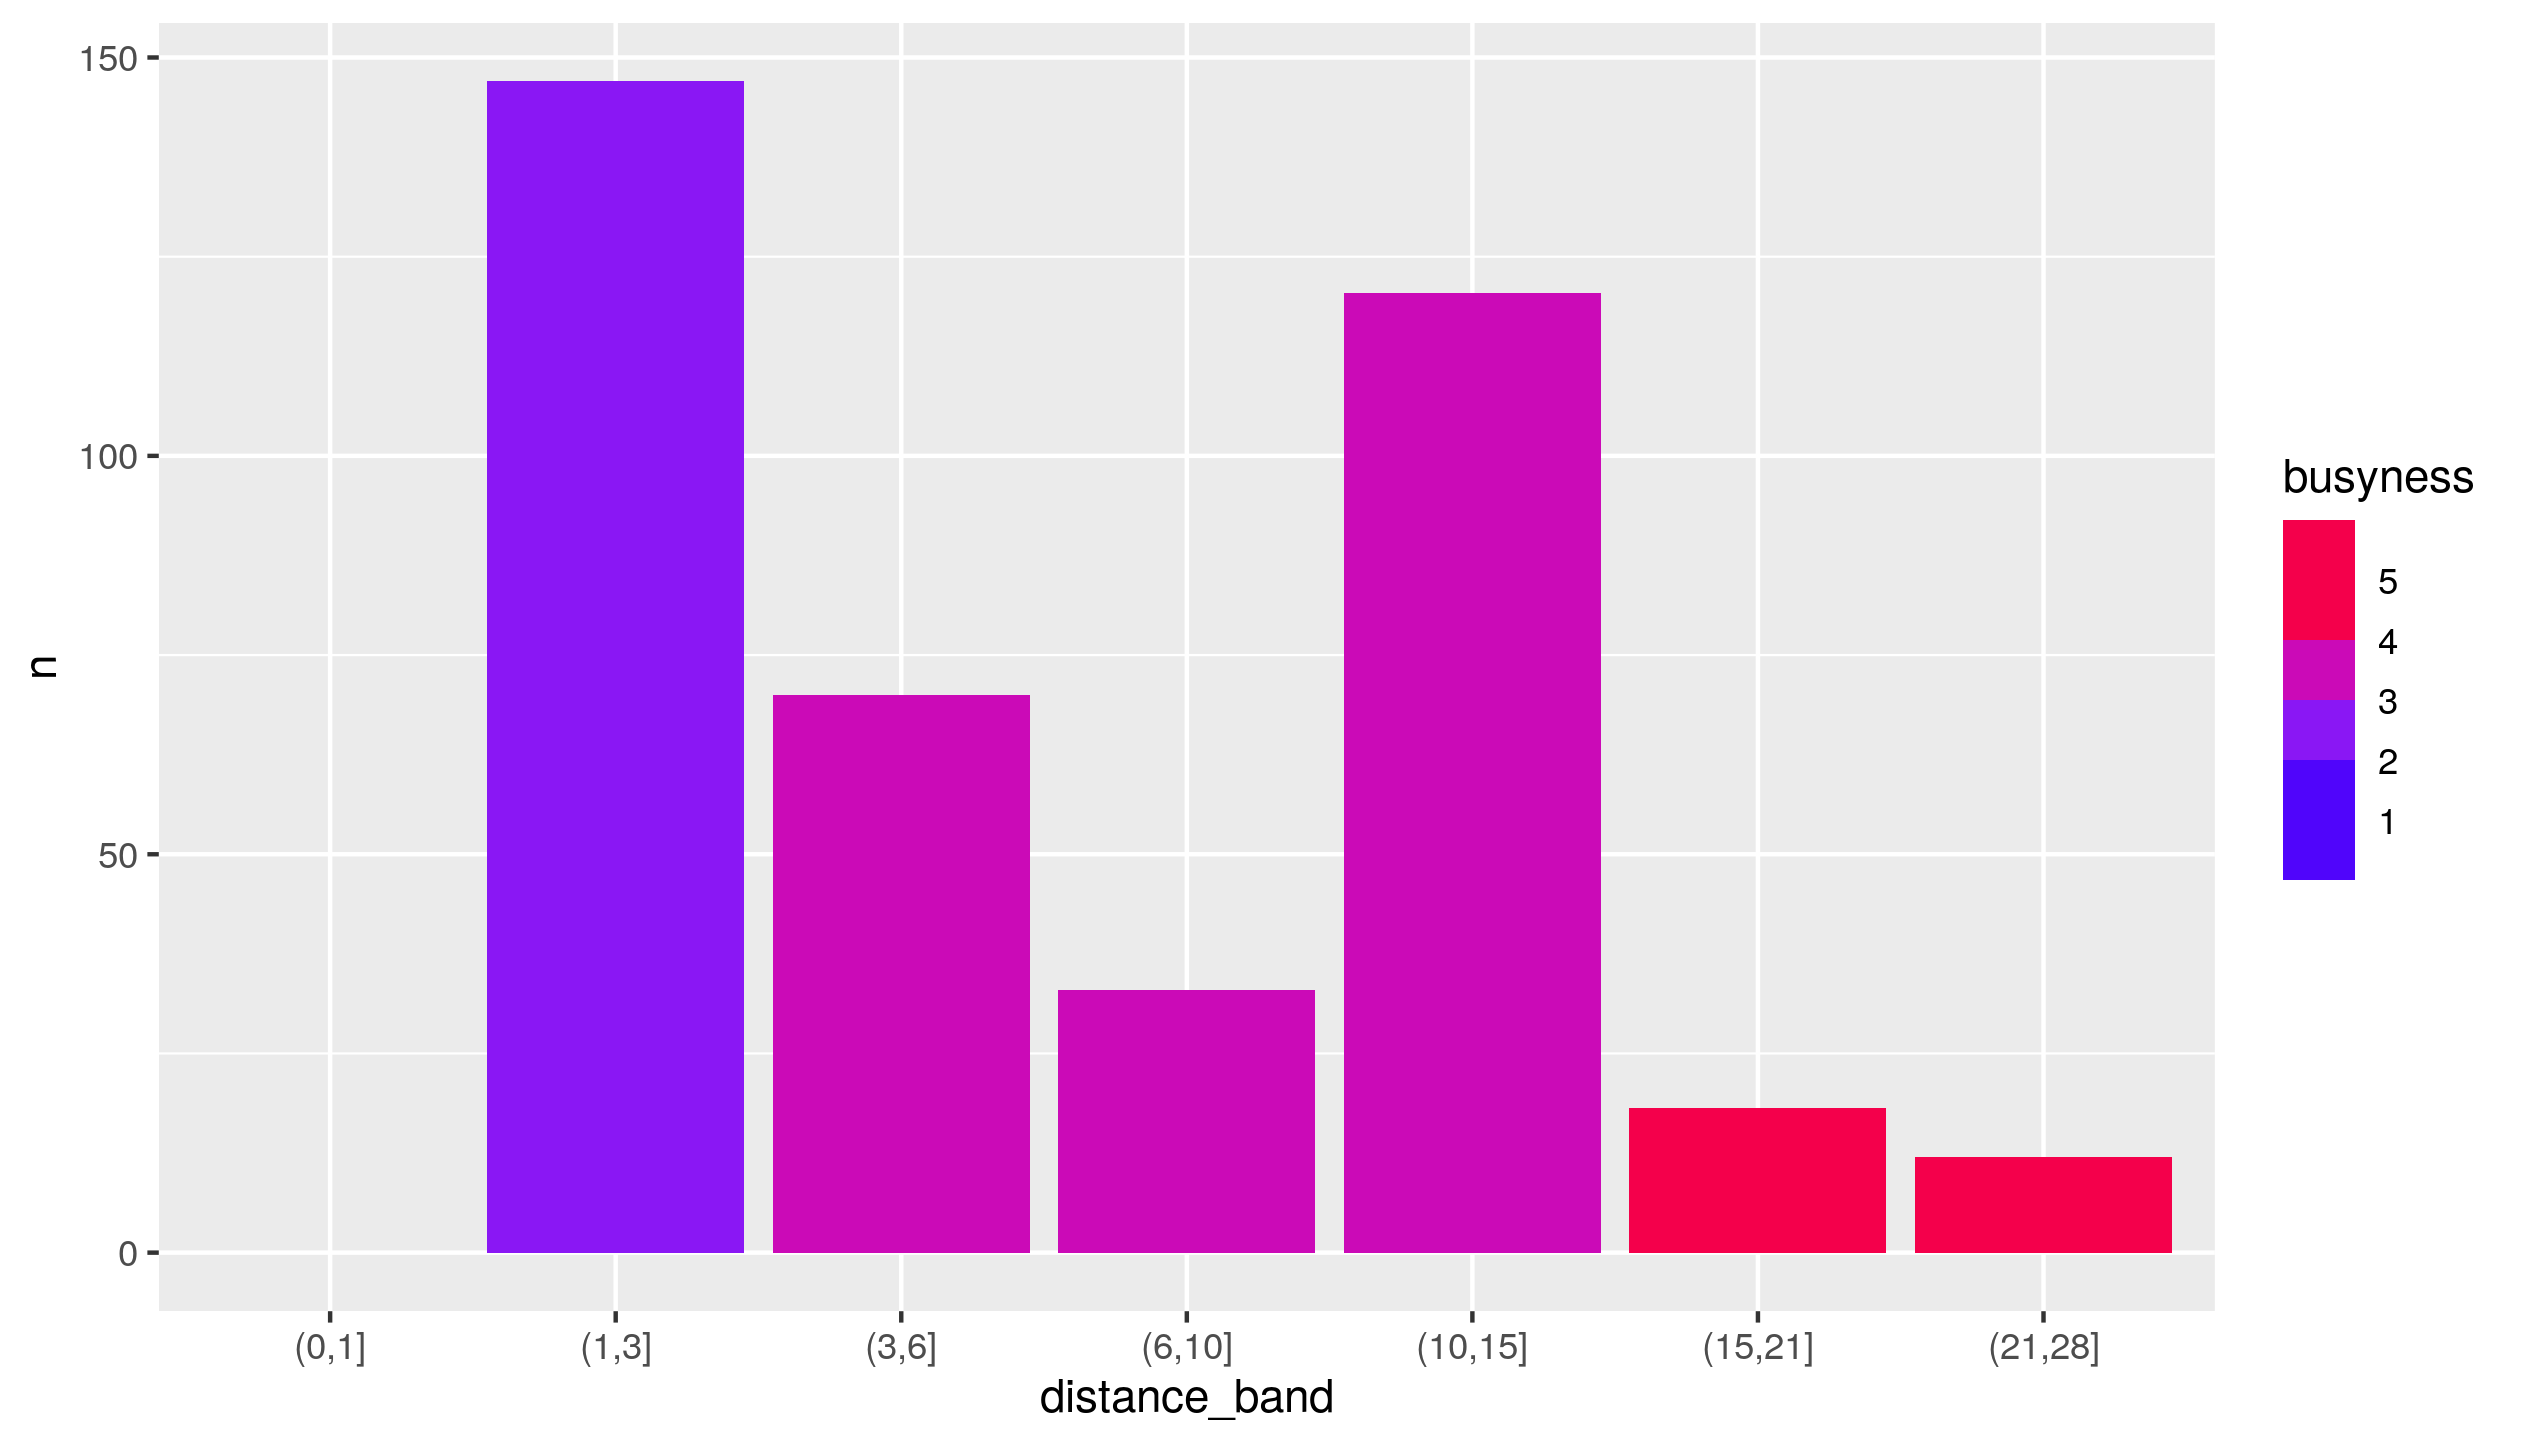 150
100
50
0
n
(0,1] (1,3] (3,6] (6,10] (10,15] (15,21] (21,28]
distance_band
busyness
5
4
3
2
1